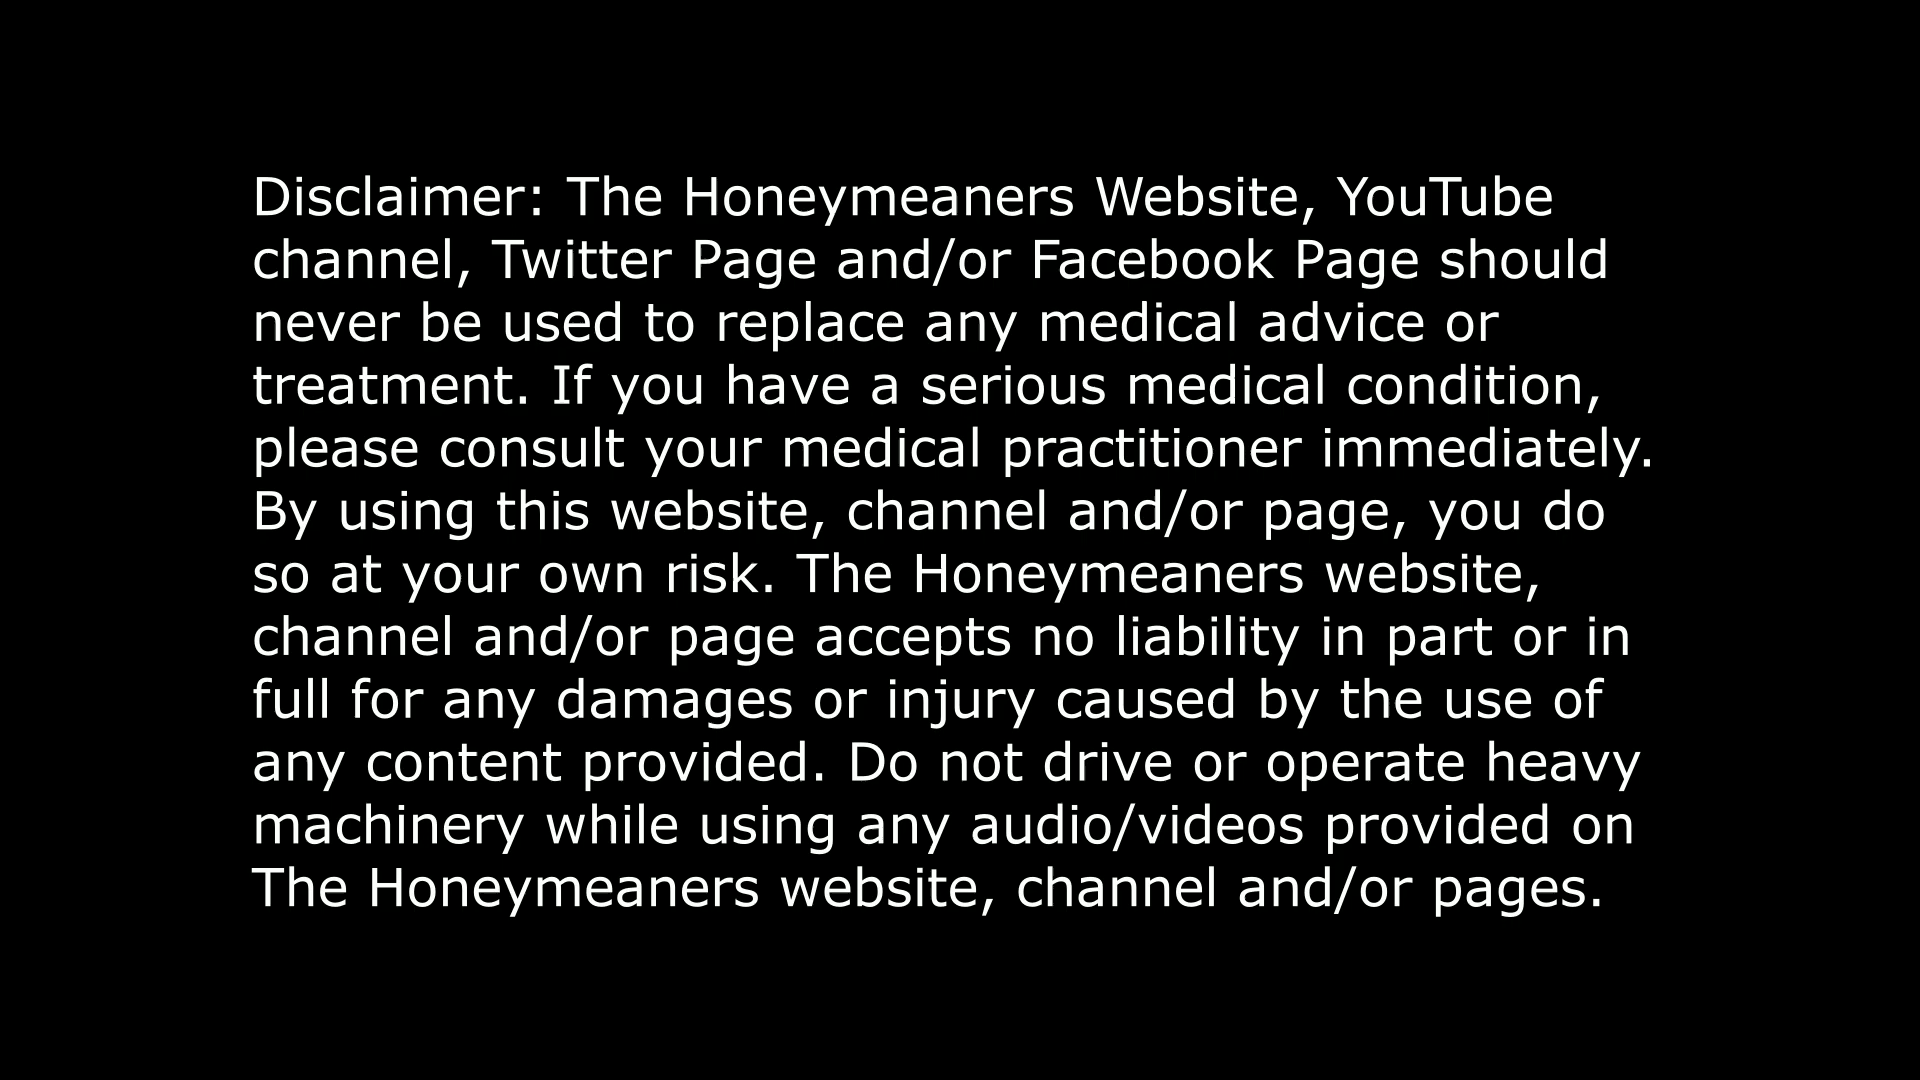 Disclaimer: The Honeymeaners Website, YouTube
channel, Twitter Page and/or Facebook Page should
never be used to replace any medical advice or
treatment. If you have a serious medical condition,
please consult your medical practitioner immediately.
By using this website, channel and/or page, you do
so at your own risk. The Honeymeaners website,
channel and/or page accepts no liability in part or in
full for any damages or injury caused by the use of
any content provided. Do not drive or operate heavy
machinery while using any audio/videos provided on
The Honeymeaners website, channel and/or pages.